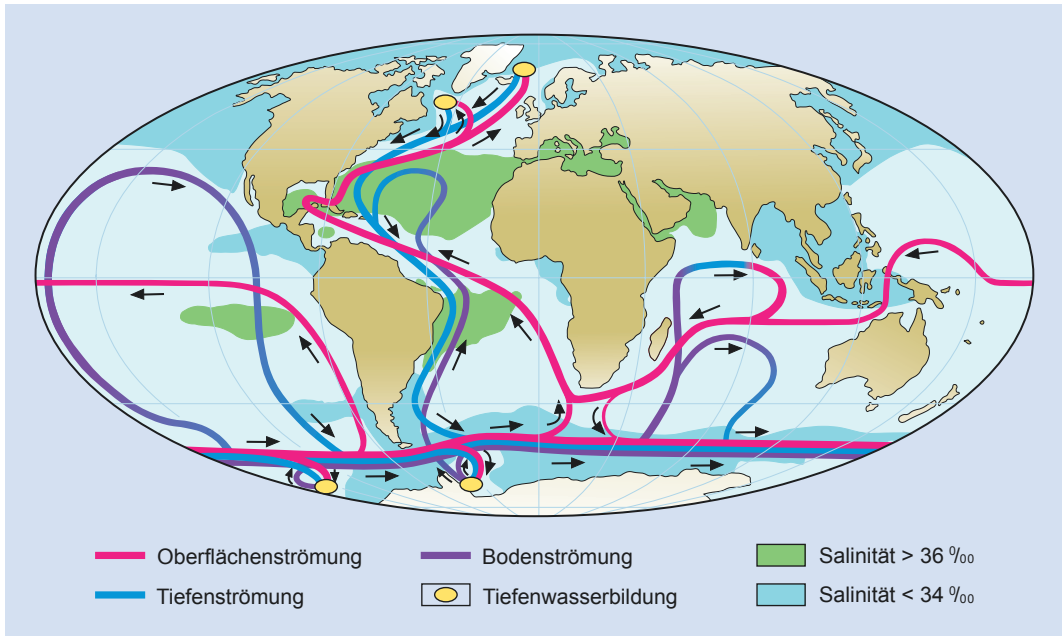 Oberflächenströmung
Tiefenströmung
Bodenströmung
Tiefenwasserbildung
Salinität > 36 ‰
Salinität < 34 ‰